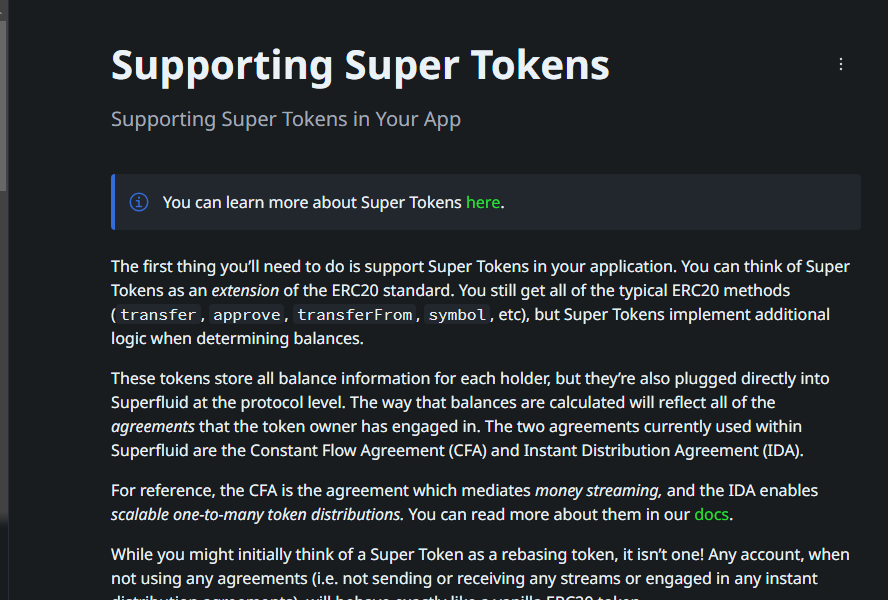 Supporting Super Tokens
Supporting Super Tokens in Your App
You can learn more about Super Tokens here.
The first thing you’ll need to do is support Super Tokens in your application. You can think of Super
Tokens as an extension of the ERC20 standard. You still get all of the typical ERC20 methods
(transfer, approve, transferFrom, symbol, etc), but Super Tokens implement additional
logic when determining balances.
These tokens store all balance information for each holder, but they’re also plugged directly into
Superfluid at the protocol level. The way that balances are calculated will reflect all of the
agreements that the token owner has engaged in. The two agreements currently used within
Superfluid are the Constant Flow Agreement (CFA) and Instant Distribution Agreement (IDA).
For reference, the CFA is the agreement which mediates money streaming, and the IDA enables
scalable one-to-many token distributions. You can read more about them in our docs.
While you might initially think of a Super Token as a rebasing token, it isn’t one! Any account, when
not using any agreements (i.e. not sending or receiving any streams or engaged in any instant
distribution agreements), will behave exactly like a vanilla ERC20 token